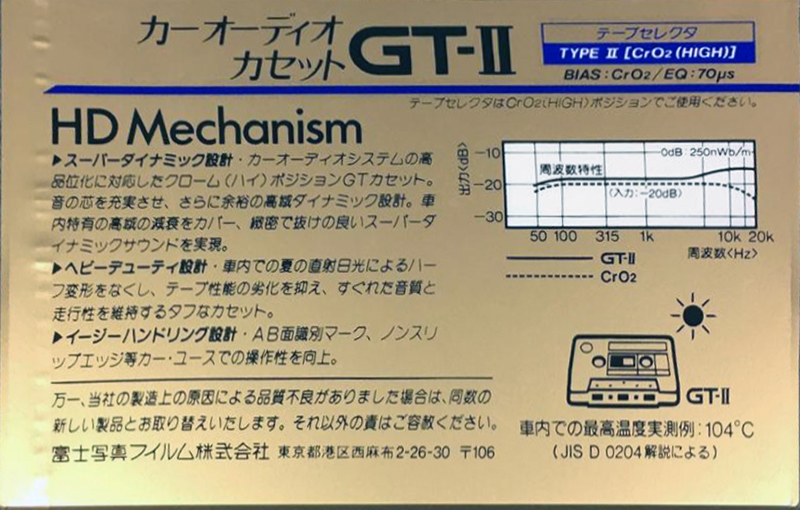 カーオーディオ
カセット GT-II
テープセレクタ
TYPE II [CrO2(HIGH)]
BIAS:CrO2/EQ:70μs
テープセレクタはCrO2(HIGH)ポジションでご使用ください。
HD Mechanism
▶スーパーダイナミック設計・カーオーディオシステムの高
品位化に対応したクローム(ハイ)ポジションGTカセット。
音の芯を充実させ、さらに余裕の高域ダイナミック設計。車
内特有の高域の減衰をカバー、緻密で抜けの良いスーパーダ
イナミックサウンドを実現。
▶ヘビーデューティ設計・車内での夏の直射日光によるハー
フ変形をなくし、テープ性能の劣化を抑え、すぐれた音質と
走行性を維持するタフなカセット。
▶イージーハンドリング設計・AB面識別マーク、ノンスリ
ップエッジ等カー・ユースでの操作性を向上。
万一、当社の製造上の原因による品質不良がありました場合は、同数の
新しい製品とお取り替えいたします。それ以外の責はご容赦ください。
富士写真フイルム株式会社 東京都港区西麻布2-26-30 〒106
出力〈dB〉
-10
-20
-30
0dB:250nWb/m
周波数特性
(入力:-20dB)
50 100 315 1k 10k 20k
周波数〈Hz〉
GT-II
CrO2
GT-II
車内での最高温度実測例:104°C
(JIS D 0204解説による)